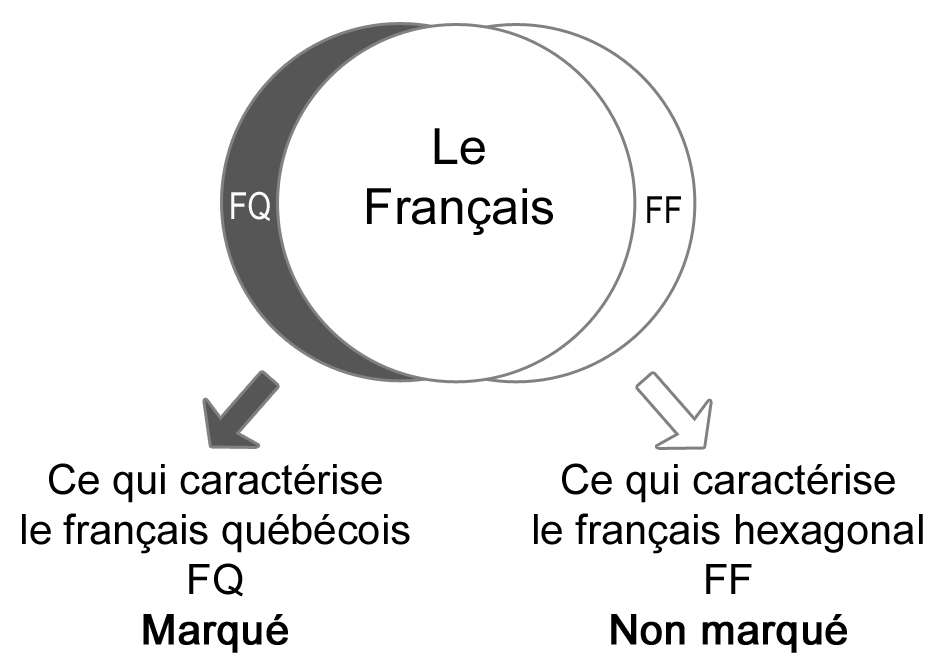 Le
Français
FQ
FF
Ce qui caractérise
le français québécois
FQ
Marqué
Ce qui caractérise
le français hexagonal
FF
Non marqué